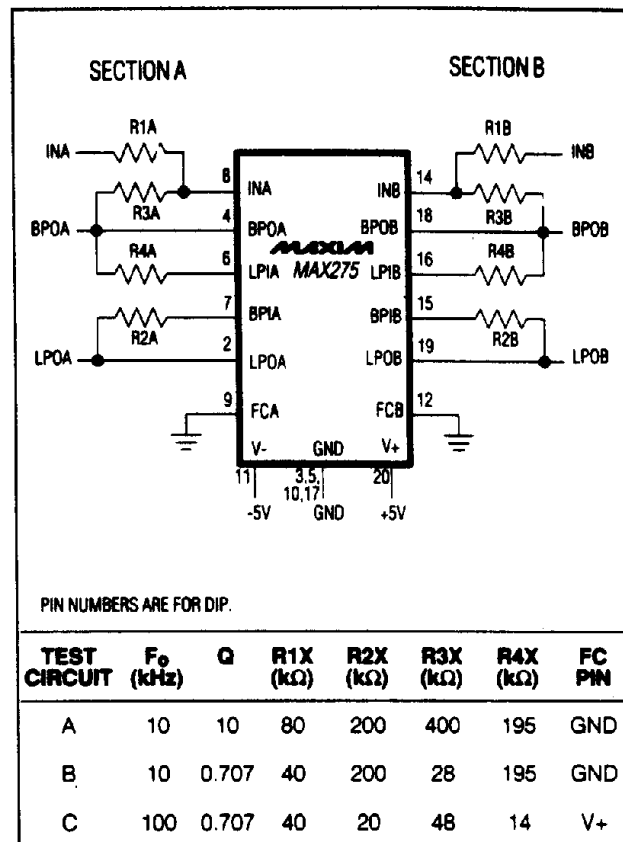 SECTION A SECTION B
R1A R1B
INA INB
8 INA INB 14
R3A R3B
BPOA 4 BPOA BPOB 18 BPOB
MAXIM
R4A 6 LPIA MAX275 LPIB 16 R4B
7 BPIA BPIB 15
R2A R2B
LPOA 2 LPOA LPOB 19 LPOB
9 FCA FCB 12
V- GND V+
11 3,5, 20
10,17
-5V GND +5V
PIN NUMBERS ARE FOR DIP.
TEST CIRCUIT Fo (kHz) Q R1X (kΩ) R2X (kΩ) R3X (kΩ) R4X (kΩ) FC PIN
A 10 10 80 200 400 195 GND
B 10 0.707 40 200 28 195 GND
C 100 0.707 40 20 48 14 V+